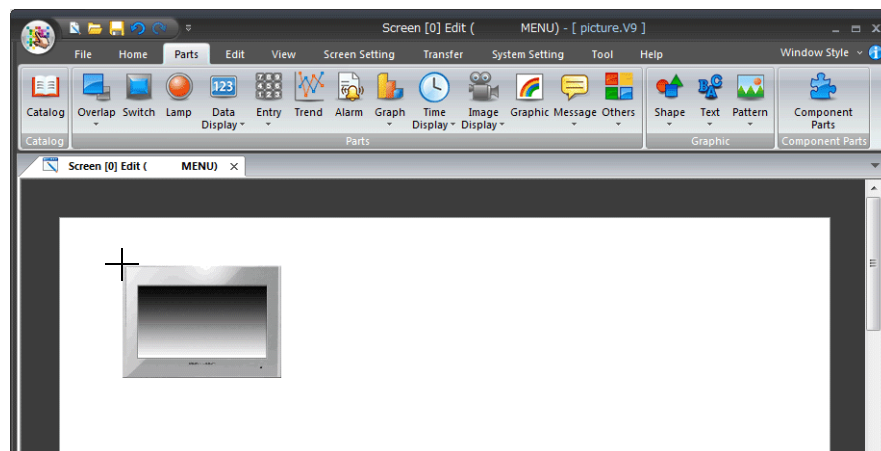 Screen [0] Edit ( MENU) - [ picture.V9 ]
File Home Parts Edit View Screen Setting Transfer System Setting Tool Help Window Style
123
Catalog Overlap Switch Lamp Data Display Entry Trend Alarm Graph Time Display Image Display Graphic Message Others Shape Text Pattern Component Parts
Catalog Parts Graphic Component Parts
Screen [0] Edit ( MENU)